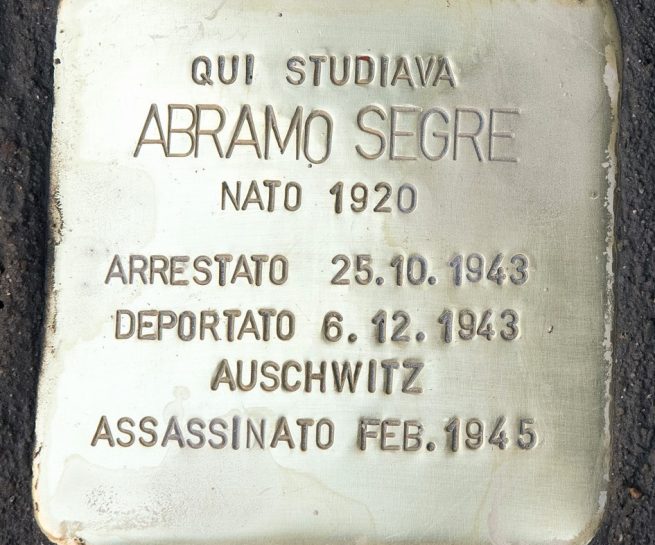 QUI STUDIAVA
ABRAMO SEGRE
NATO 1920
ARRESTATO 25.10.1943
DEPORTATO 6.12.1943
AUSCHWITZ
ASSASSINATO FEB.1945